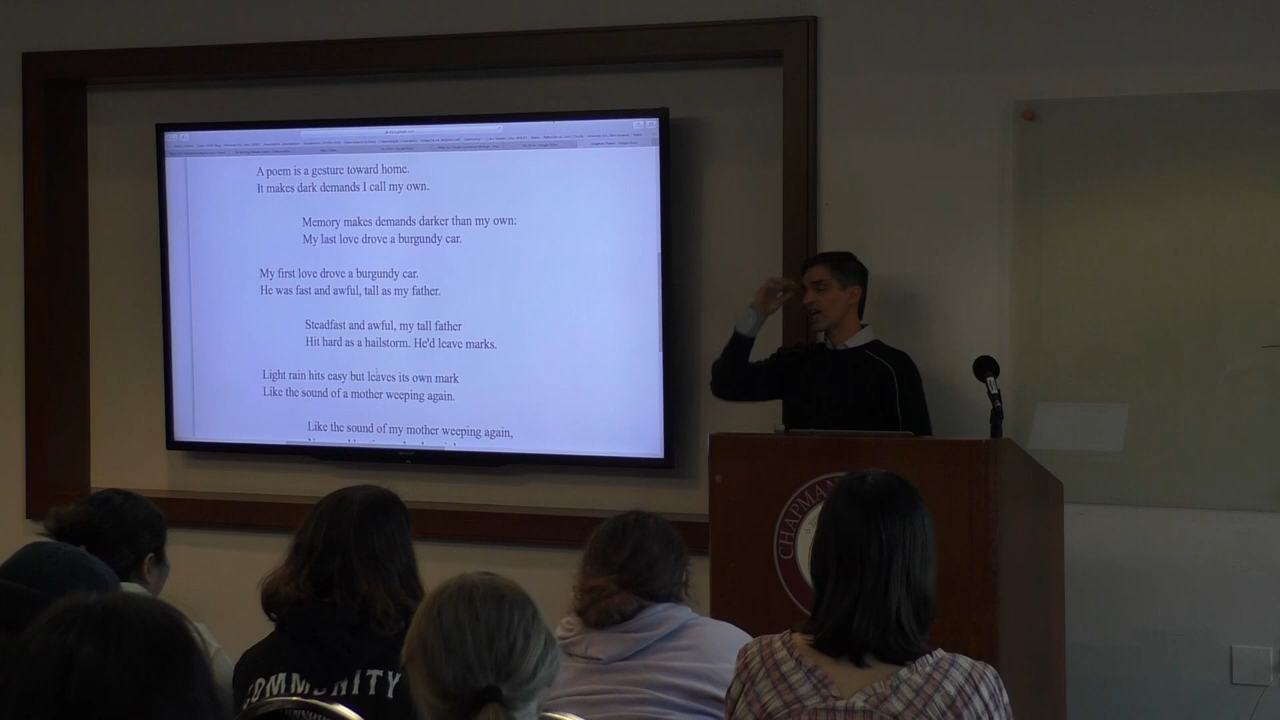 A poem is a gesture toward home.
It makes dark demands I call my own.
Memory makes demands darker than my own:
My last love drove a burgundy car.
My first love drove a burgundy car.
He was fast and awful, tall as my father.
Steadfast and awful, my tall father
Hit hard as a hailstorm. He'd leave marks.
Light rain hits easy but leaves its own mark
Like the sound of a mother weeping again.
Like the sound of my mother weeping again,
CHAPMAN
COMMUNITY